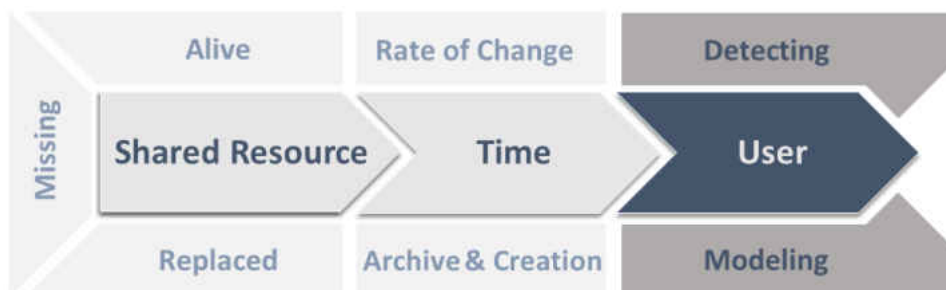 Alive
Rate of Change
Detecting
Missing
Shared Resource
Time
User
Replaced
Archive & Creation
Modeling